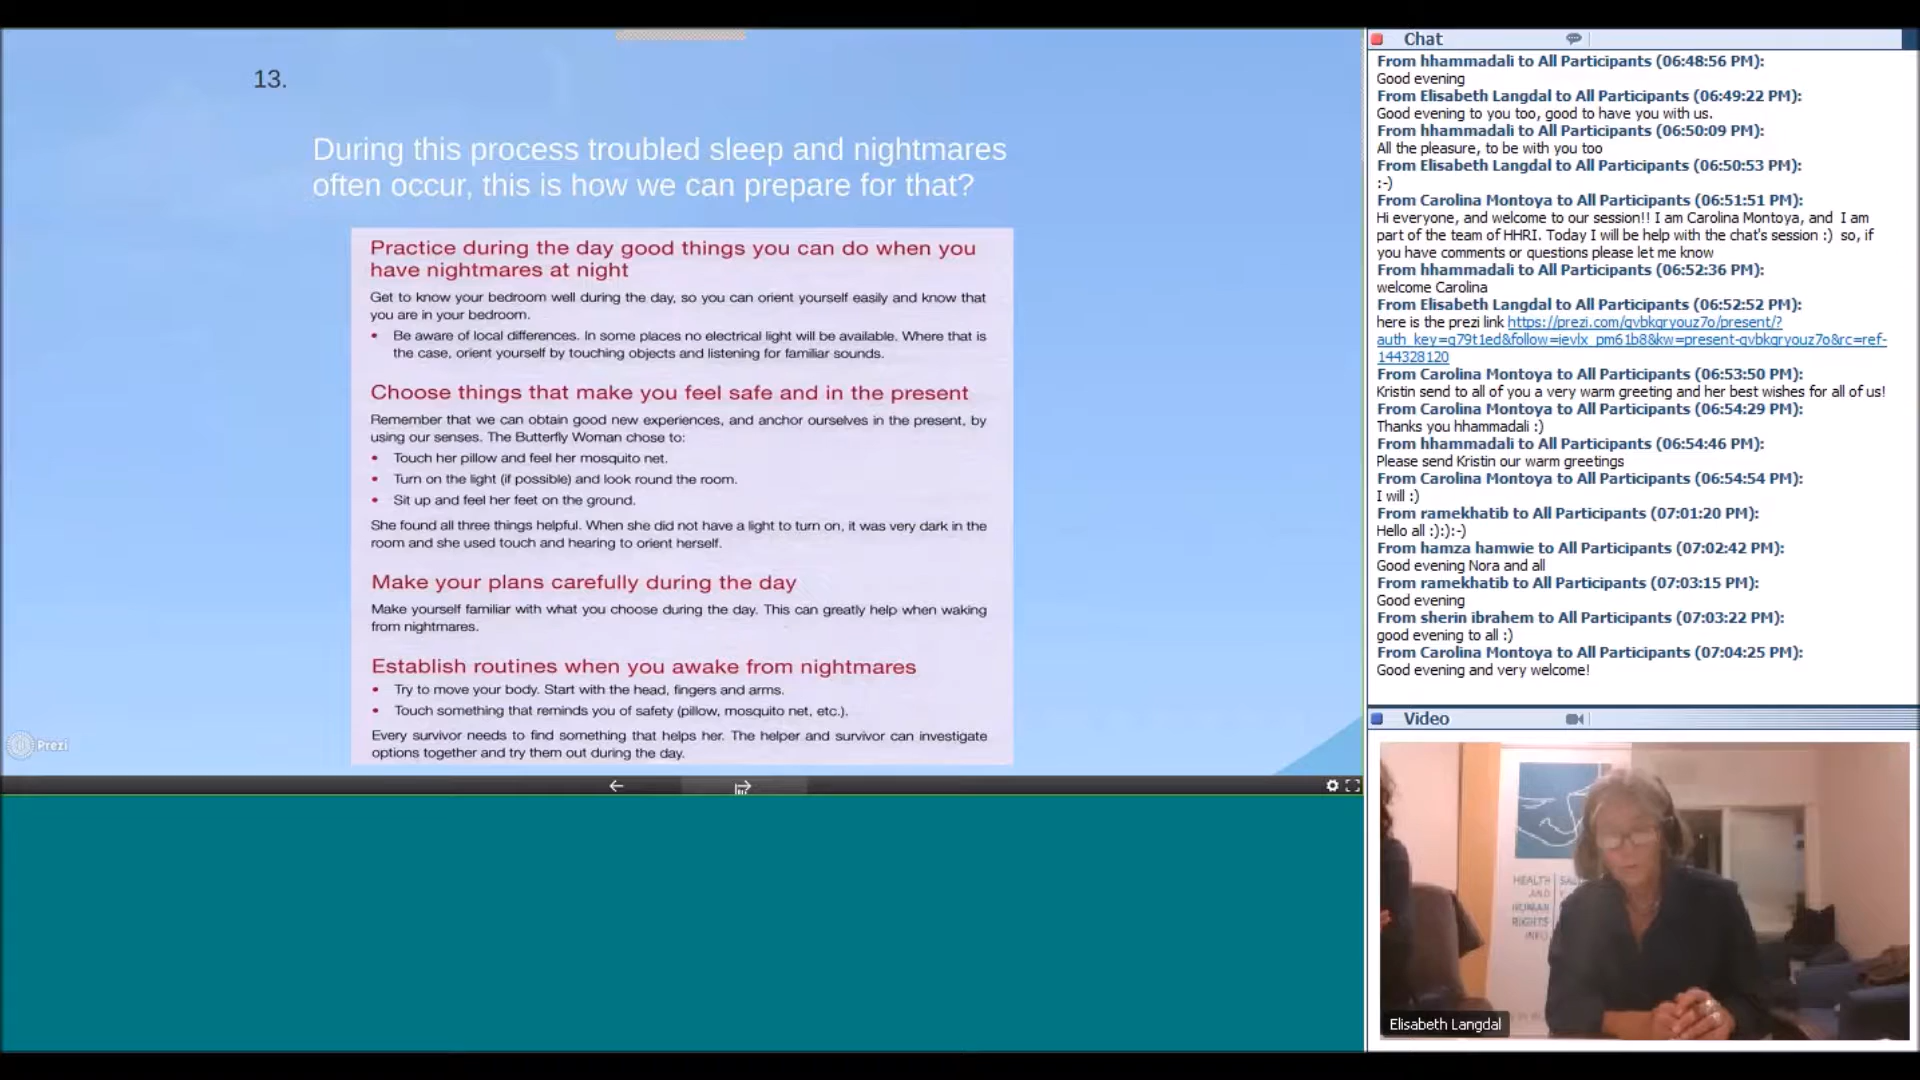 13.
During this process troubled sleep and nightmares
often occur, this is how we can prepare for that?
Practice during the day good things you can do when you
have nightmares at night
Get to know your bedroom well during the day, so you can orient yourself easily and know that
you are in your bedroom.
• Be aware of local differences. In some places no electrical light will be available. Where that is
the case, orient yourself by touching objects and listening for familiar sounds.
Choose things that make you feel safe and in the present
Remember that we can obtain good new experiences, and anchor ourselves in the present, by
using our senses. The Butterfly Woman chose to:
• Touch her pillow and feel her mosquito net.
• Turn on the light (if possible) and look round the room.
• Sit up and feel her feet on the ground.
She found all three things helpful. When she did not have a light to turn on, it was very dark in the
room and she used touch and hearing to orient herself.
Make your plans carefully during the day
Make yourself familiar with what you choose during the day. This can greatly help when waking
from nightmares.
Establish routines when you awake from nightmares
• Try to move your body. Start with the head, fingers and arms.
• Touch something that reminds you of safety (pillow, mosquito net, etc.).
Every survivor needs to find something that helps her. The helper and survivor can investigate
options together and try them out during the day.
Prezi
Chat
From hhammadali to All Participants (06:48:56 PM):
Good evening
From Elisabeth Langdal to All Participants (06:49:22 PM):
Good evening to you too, good to have you with us.
From hhammadali to All Participants (06:50:09 PM):
All the pleasure, to be with you too
From Elisabeth Langdal to All Participants (06:50:53 PM):
:-)
From Carolina Montoya to All Participants (06:51:51 PM):
Hi everyone, and welcome to our session!! I am Carolina Montoya, and I am
part of the team of HHRI. Today I will be help with the chat's session :) so, if
you have comments or questions please let me know
From hhammadali to All Participants (06:52:36 PM):
welcome Carolina
From Elisabeth Langdal to All Participants (06:52:52 PM):
here is the prezi link https://prezi.com/gvbkgryouz7o/present/?
auth_key=q79t1ed&follow=ievlx_pm61b8&kw=present-gvbkgryouz7o&rc=ref-
144328120
From Carolina Montoya to All Participants (06:53:50 PM):
Kristin send to all of you a very warm greeting and her best wishes for all of us!
From Carolina Montoya to All Participants (06:54:29 PM):
Thanks you hhammadali :)
From hhammadali to All Participants (06:54:46 PM):
Please send Kristin our warm greetings
From Carolina Montoya to All Participants (06:54:54 PM):
I will :)
From ramekhatib to All Participants (07:01:20 PM):
Hello all :):):-)
From hamza hamwie to All Participants (07:02:42 PM):
Good evening Nora and all
From ramekhatib to All Participants (07:03:15 PM):
Good evening
From sherin ibrahem to All Participants (07:03:22 PM):
good evening to all :)
From Carolina Montoya to All Participants (07:04:25 PM):
Good evening and very welcome!
Video
HEALTH
AND
HUMAN
RIGHTS
INFO
Elisabeth Langdal